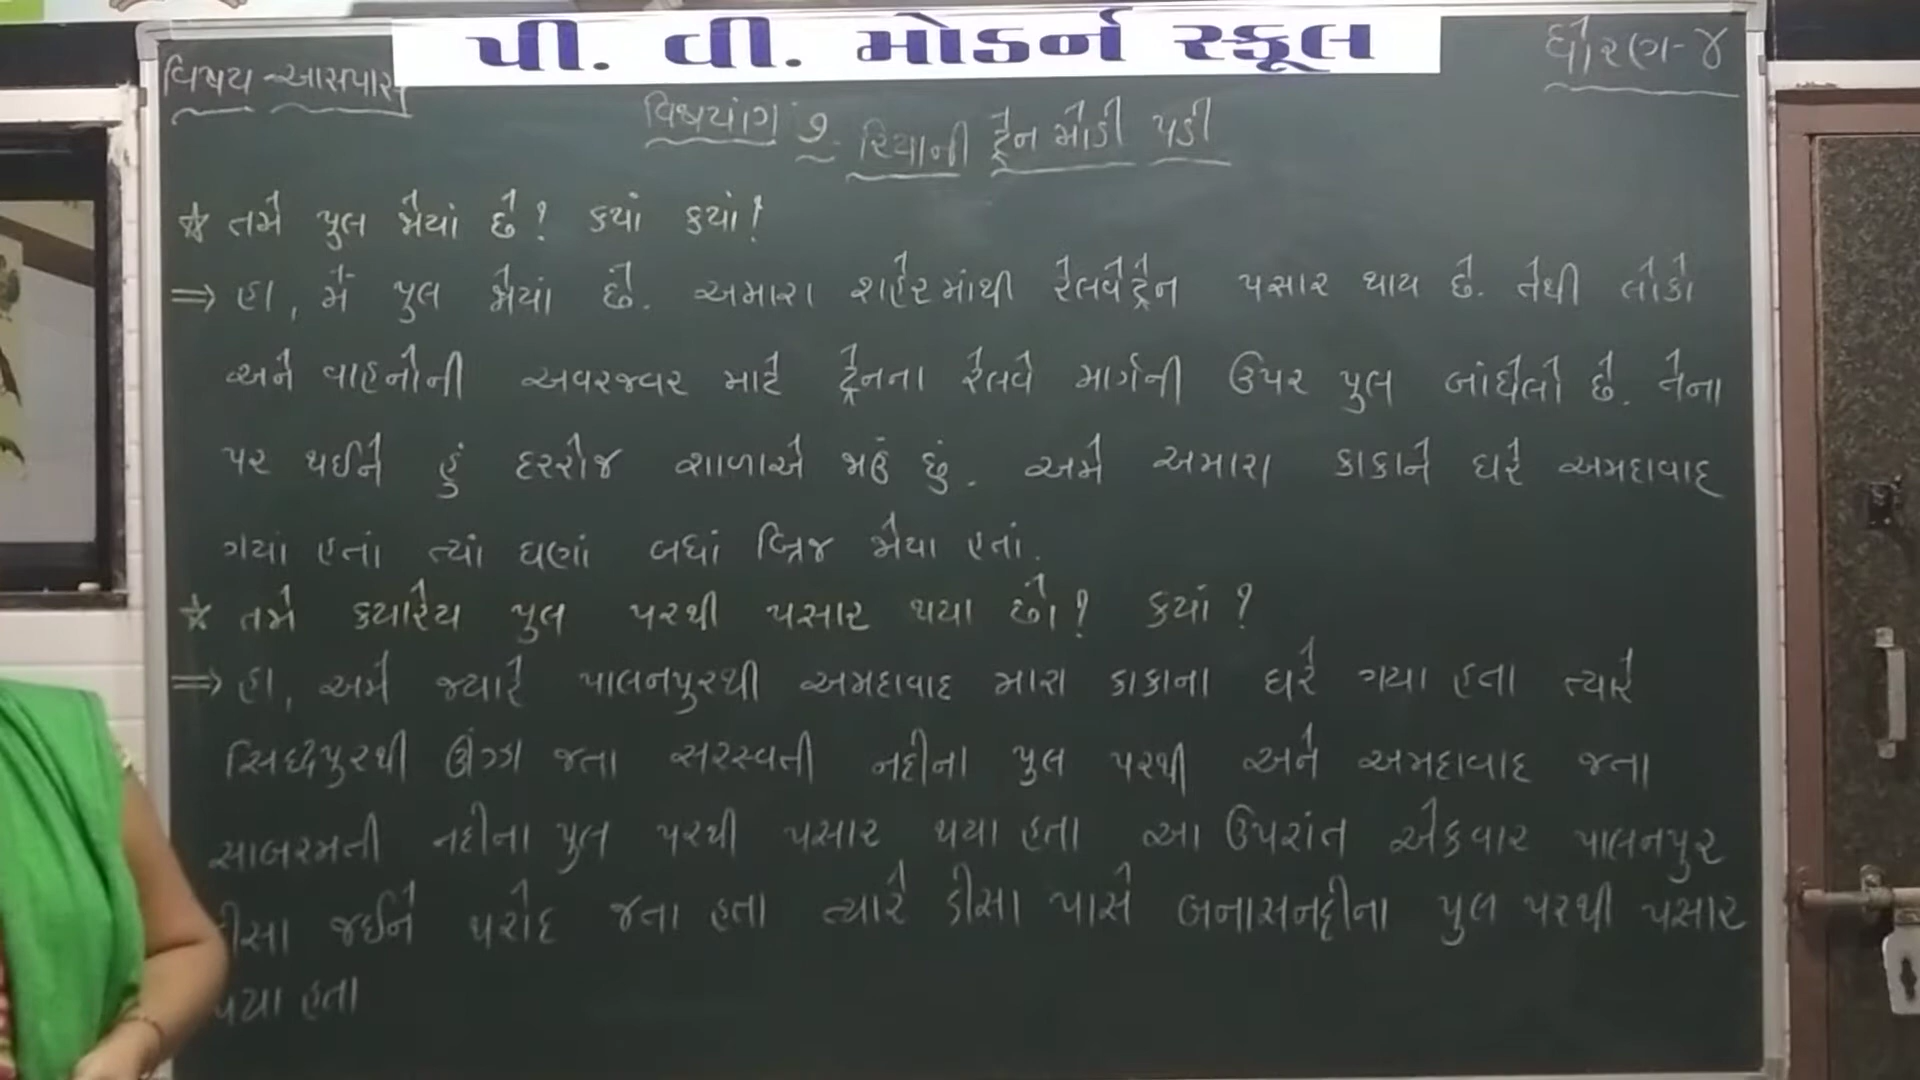 પી. વી. મોડર્ન સ્કૂલ
વિષય - આસપાસ
ધોરણ - ૪
વિષયાંગ ૭. રિયાની ટ્રેન મોડી પડી
☆ તમે પુલ જોયાં છે? કયાં કયાં?
⇒ હા, મેં પુલ જોયાં છે. અમારા શહેરમાંથી રેલવેટ્રેન પસાર થાય છે. તેથી લોકો
અને વાહનોની અવરજવર માટે ટ્રેનના રેલવે માર્ગની ઉપર પુલ બાંધેલો છે. તેના
પર થઈને હું દરરોજ શાળાએ જાઉં છું. અમે અમારા કાકાને ઘરે અમદાવાદ
ગયાં હતાં ત્યાં ઘણાં બધાં બ્રિજ જોયા હતાં.
☆ તમે ક્યારેય પુલ પરથી પસાર થયા છો? કયાં?
⇒ હા, અમે જ્યારે પાલનપુરથી અમદાવાદ મારા કાકાના ઘરે ગયા હતા ત્યારે
સિધ્ધપુરથી ઊંઝા જતા સરસ્વતી નદીના પુલ પરથી અને અમદાવાદ જતા
સાબરમતી નદીના પુલ પરથી પસાર થયા હતા આ ઉપરાંત એકવાર પાલનપુર
ડીસા જઈને થરાદ જતા હતા ત્યારે ડીસા પાસે બનાસનદીના પુલ પરથી પસાર
થયા હતા